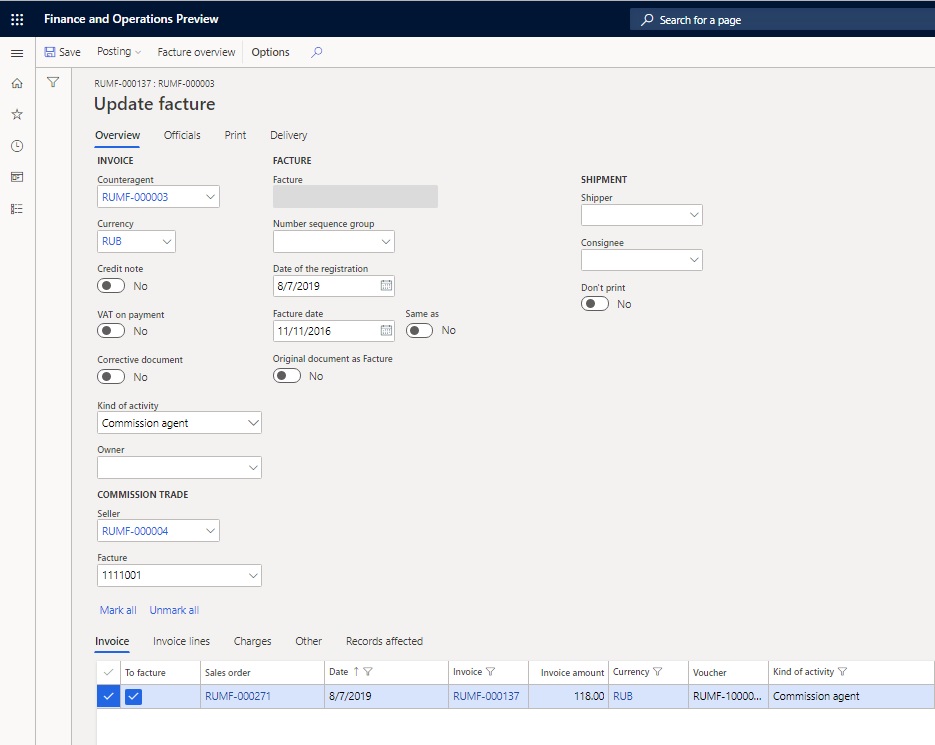 Finance and Operations Preview
Search for a page
Save Posting Facture overview Options
RUMF-000137 : RUMF-000003
Update facture
Overview Officials Print Delivery
INVOICE
Counteragent
RUMF-000003
Currency
RUB
Credit note
No
VAT on payment
No
Corrective document
No
Kind of activity
Commission agent
Owner
COMMISSION TRADE
Seller
RUMF-000004
Facture
1111001
FACTURE
Facture
Number sequence group
Date of the registration
8/7/2019
Facture date
11/11/2016
Same as
No
Original document as Facture
No
SHIPMENT
Shipper
Consignee
Don't print
No
Mark all Unmark all
Invoice Invoice lines Charges Other Records affected
To facture Sales order Date Invoice Invoice amount Currency Voucher Kind of activity
RUMF-000271 8/7/2019 RUMF-000137 118.00 RUB RUMF-10000... Commission agent